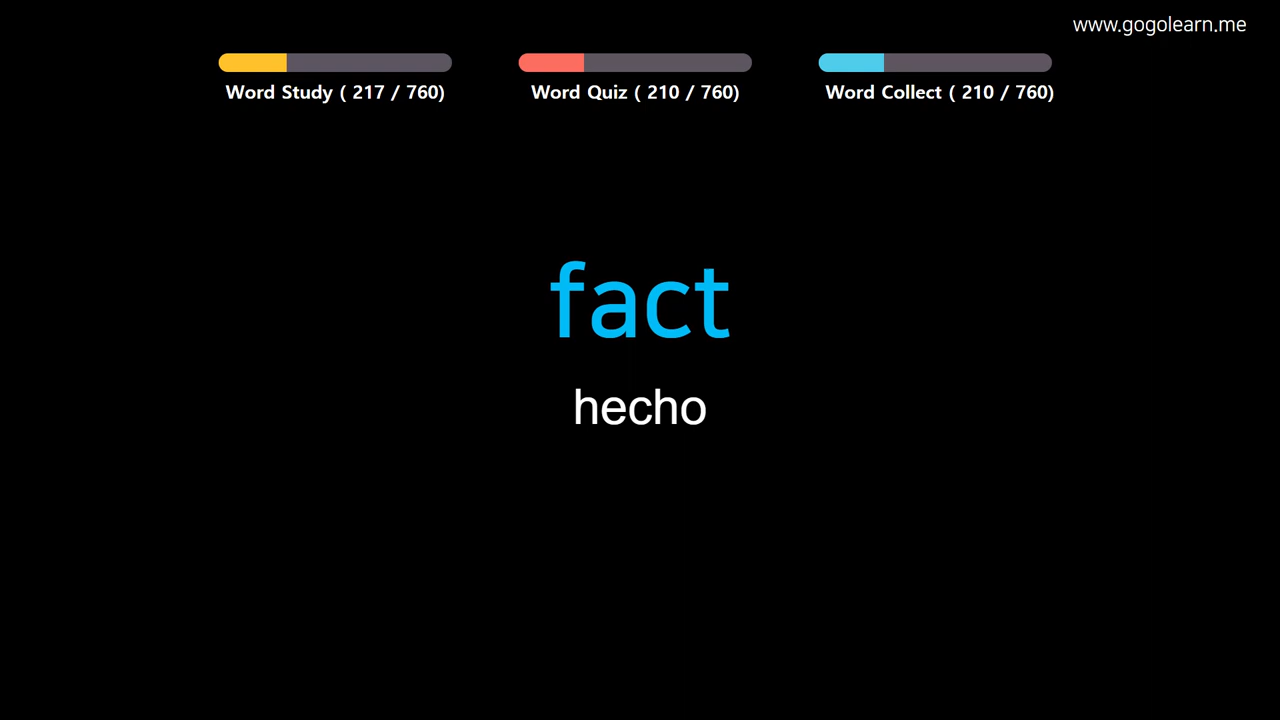 www.gogolearn.me
Word Study ( 217 / 760)
Word Quiz ( 210 / 760)
Word Collect ( 210 / 760)
fact
hecho